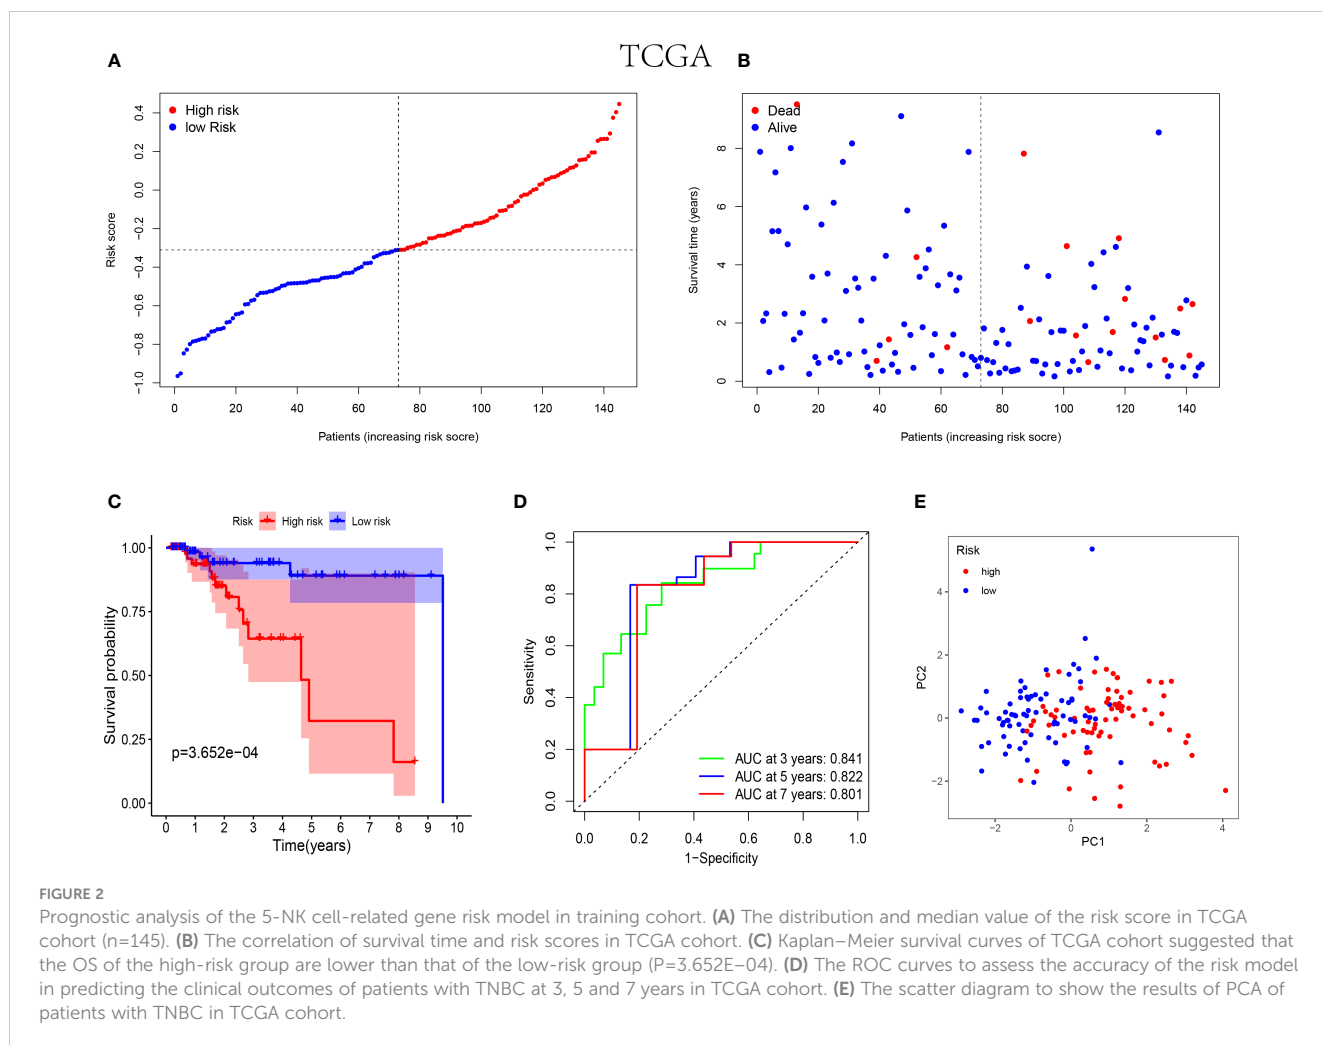 TCGA
A
High risk
low Risk
0.4
0.2
0.0
−0.2
−0.4
−0.6
−0.8
−1.0
Risk score
0 20 40 60 80 100 120 140
Patients (increasing risk socre)
B
Dead
Alive
8
6
4
2
0
Survival time (years)
0 20 40 60 80 100 120 140
Patients (increasing risk socre)
C
Risk High risk Low risk
1.00
0.75
0.50
0.25
0.00
Survival probability
p=3.652e−04
0 1 2 3 4 5 6 7 8 9 10
Time(years)
D
1.0
0.8
0.6
0.4
0.2
0.0
Sensitivity
AUC at 3 years: 0.841
AUC at 5 years: 0.822
AUC at 7 years: 0.801
0.0 0.2 0.4 0.6 0.8 1.0
1−Specificity
E
Risk
high
low
4
2
0
−2
PC2
−2 0 2 4
PC1
FIGURE 2
Prognostic analysis of the 5-NK cell-related gene risk model in training cohort. (A) The distribution and median value of the risk score in TCGA
cohort (n=145). (B) The correlation of survival time and risk scores in TCGA cohort. (C) Kaplan–Meier survival curves of TCGA cohort suggested that
the OS of the high-risk group are lower than that of the low-risk group (P=3.652E–04). (D) The ROC curves to assess the accuracy of the risk model
in predicting the clinical outcomes of patients with TNBC at 3, 5 and 7 years in TCGA cohort. (E) The scatter diagram to show the results of PCA of
patients with TNBC in TCGA cohort.